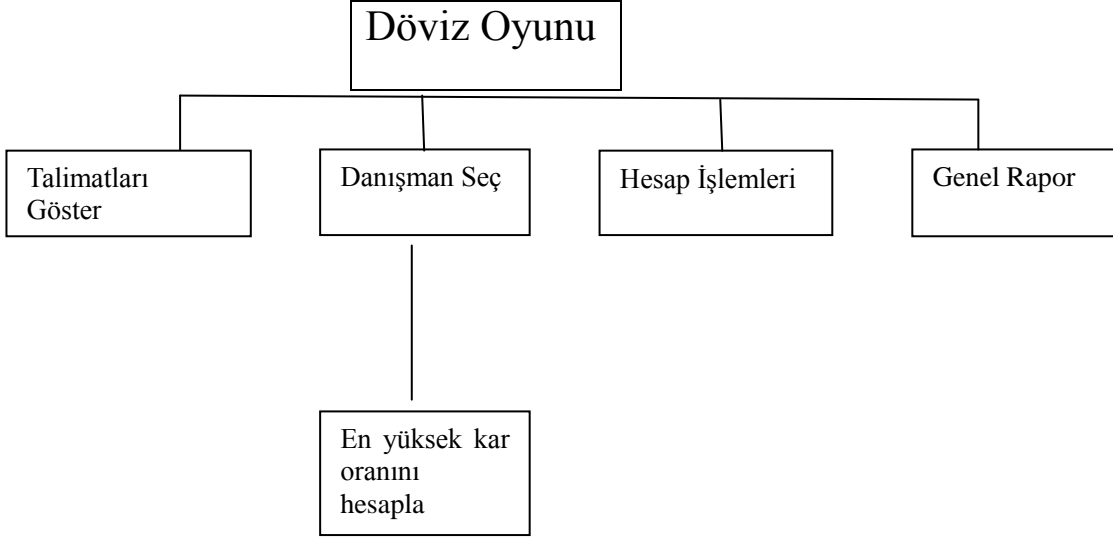 Döviz Oyunu
Talimatları
Göster
Danışman Seç
Hesap İşlemleri
Genel Rapor
En yüksek kar
oranını
hesapla